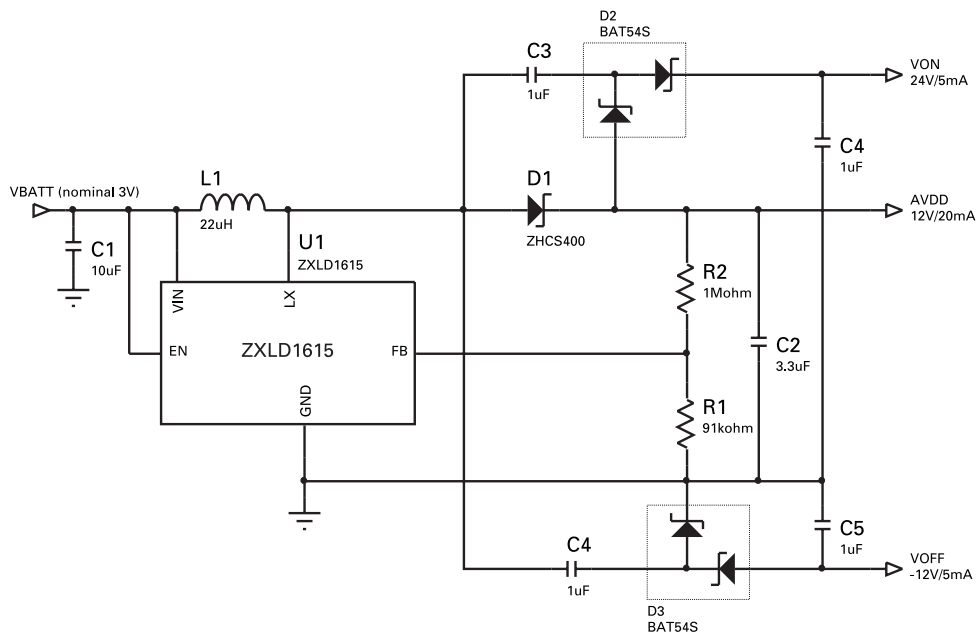 D2
BAT54S
C3
1uF
VON
24V/5mA
C4
1uF
VBATT (nominal 3V)
L1
22uH
D1
ZHCS400
AVDD
12V/20mA
C1
10uF
U1
ZXLD1615
VIN
LX
R2
1Mohm
EN
ZXLD1615
FB
C2
3.3uF
GND
R1
91kohm
C4
1uF
C5
1uF
VOFF
-12V/5mA
D3
BAT54S